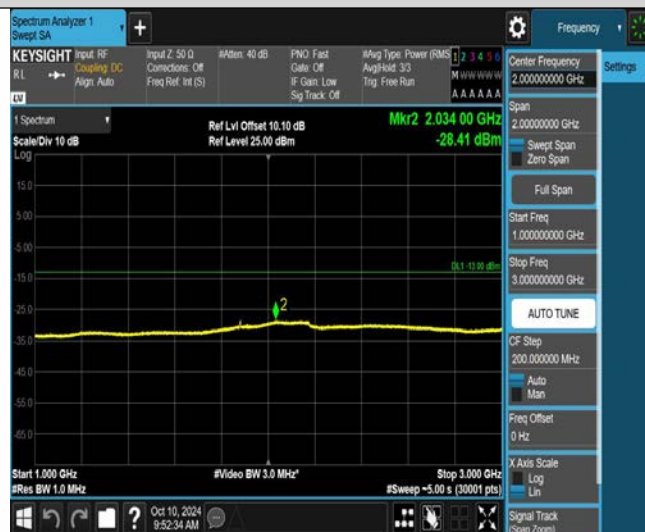 Spectrum Analyzer 1
Swept SA
+
Frequency
KEYSIGHT
Input: RF
Coupling: DC
Align: Auto
R L
LXI
Input Z: 50 Ω
Corrections: Off
Freq Ref: Int (S)
#Atten: 40 dB
PNO: Fast
Gate: Off
IF Gain: Low
Sig Track: Off
#Avg Type: Power (RMS
Avg|Hold: 3/3
Trig: Free Run
1 2 3 4 5 6
M W W W W W
A A A A A A
Center Frequency
2.000000000 GHz
Settings
Span
2.00000000 GHz
Swept Span
Zero Span
Full Span
Start Freq
1.000000000 GHz
Stop Freq
3.000000000 GHz
AUTO TUNE
CF Step
200.000000 MHz
Auto
Man
Freq Offset
0 Hz
X Axis Scale
Log
Lin
Signal Track
(Span Zoom)
1 Spectrum
Scale/Div 10 dB
Ref Lvl Offset 10.10 dB
Ref Level 25.00 dBm
Mkr2 2.034 00 GHz
-28.41 dBm
Log
15.0
5.00
-5.00
DL1 -13.00 dBm
-15.0
2
-25.0
-35.0
-45.0
-55.0
-65.0
Start 1.000 GHz
#Res BW 1.0 MHz
#Video BW 3.0 MHz*
Stop 3.000 GHz
#Sweep ~5.00 s (30001 pts)
?
Oct 10, 2024
9:52:34 AM